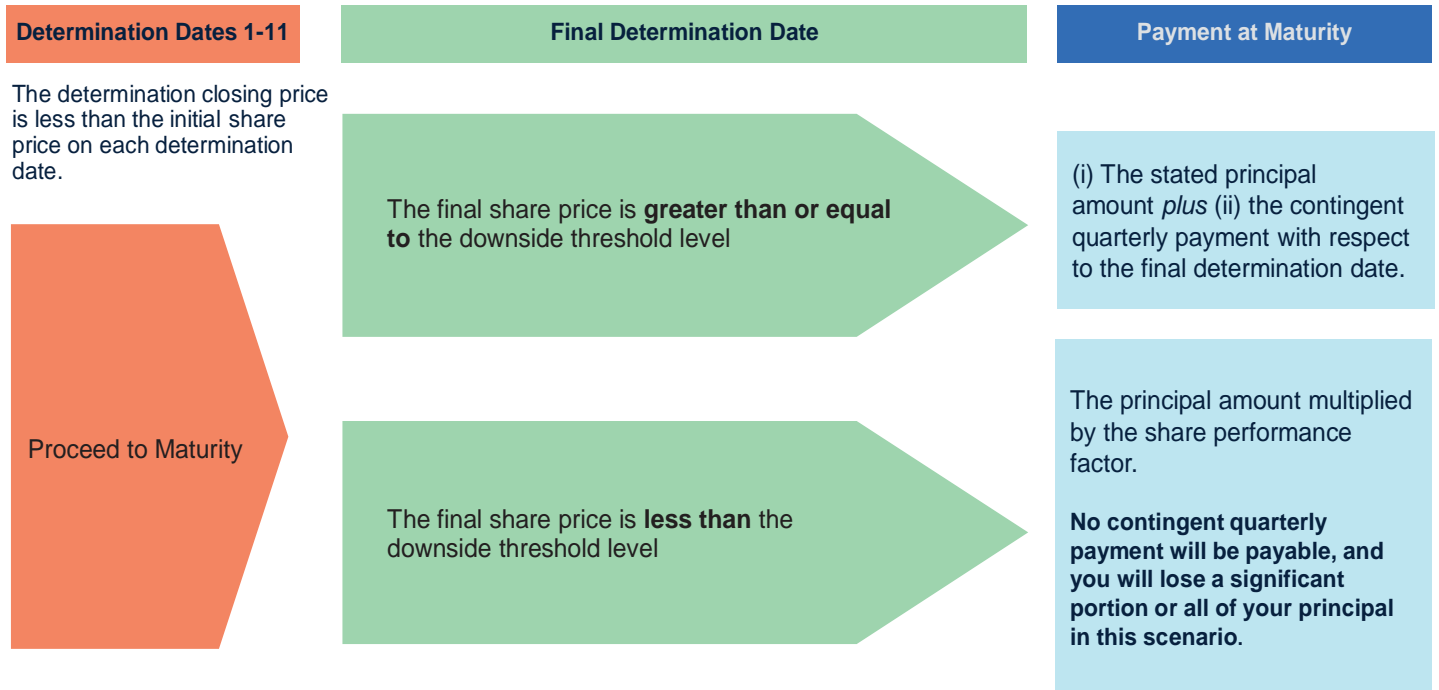 Determination Dates 1-11
Final Determination Date
Payment at Maturity
The determination closing price
is less than the initial share
price on each determination
date.
Proceed to Maturity
The final share price is greater than or equal
to the downside threshold level
(i) The stated principal
amount plus (ii) the contingent
quarterly payment with respect
to the final determination date.
The final share price is less than the
downside threshold level
The principal amount multiplied
by the share performance
factor.
No contingent quarterly
payment will be payable, and
you will lose a significant
portion or all of your principal
in this scenario.